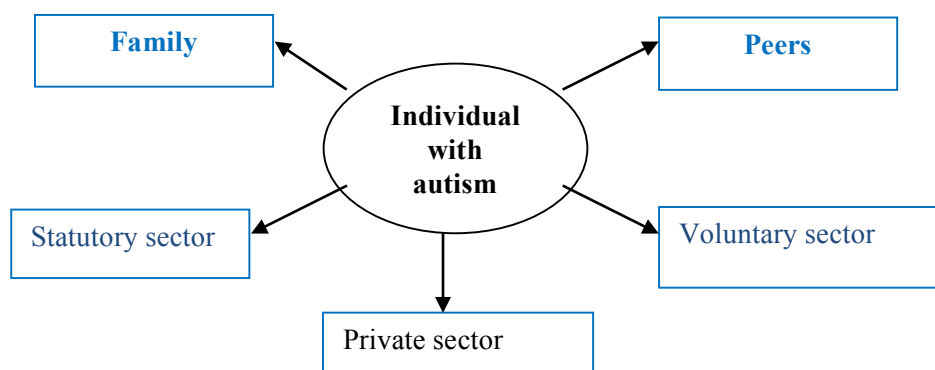 Family
Peers
Individual
with
autism
Statutory sector
Voluntary sector
Private sector